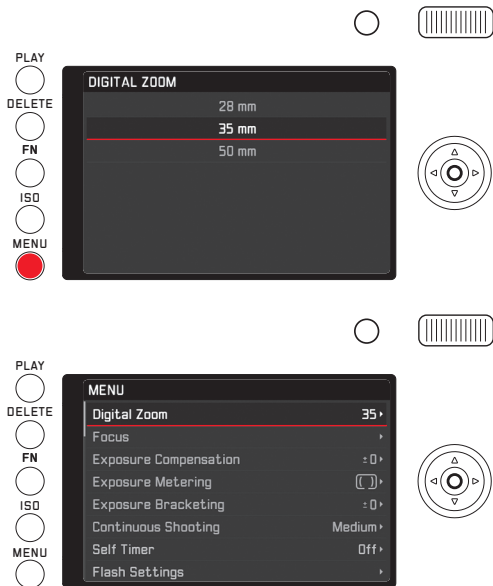 PLAY
DELETE
FN
ISO
MENU
DIGITAL ZOOM
28 mm
35 mm
50 mm
PLAY
DELETE
FN
ISO
MENU
MENU
Digital Zoom 35
Focus
Exposure Compensation ±0
Exposure Metering
Exposure Bracketing ±0
Continuous Shooting Medium
Self Timer Off
Flash Settings